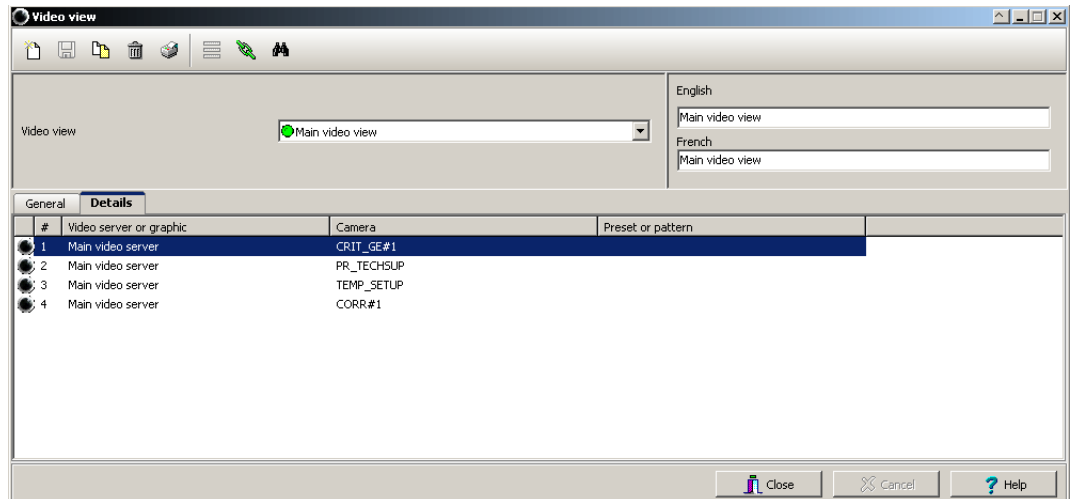 Video view
English
Main video view
Video view
Main video view
French
Main video view
General
Details
# Video server or graphic Camera Preset or pattern
1 Main video server CRIT_GE#1
2 Main video server PR_TECHSUP
3 Main video server TEMP_SETUP
4 Main video server CORR#1
Close Cancel Help